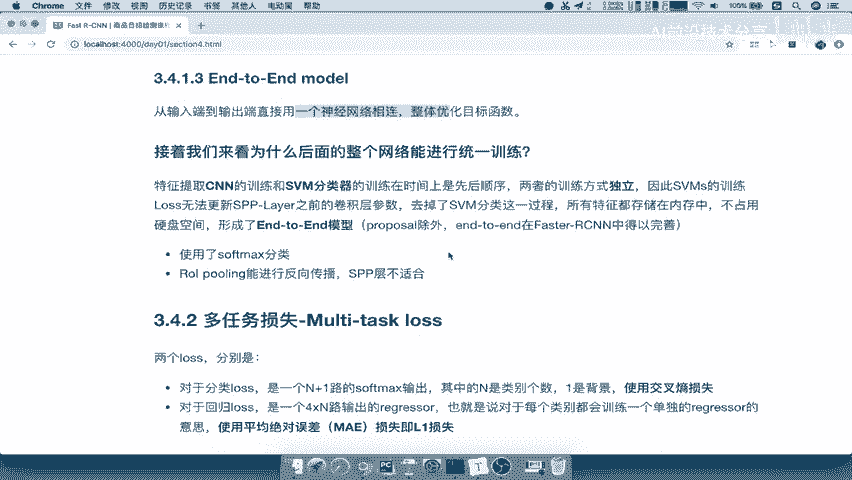 Chrome 文件 修改 视图 历史记录 书签 其他人 电动属 帮助
100%
Fast R-CNN | 商品目标检测
localhost:4000/day01/section4.html
AI前沿技术分享
3.4.1.3 End-to-End model
从输入端到输出端直接用一个神经网络相连，整体优化目标函数。
接着我们来看为什么后面的整个网络能进行统一训练？
特征提取CNN的训练和SVM分类器的训练在时间上是先后顺序，两者的训练方式独立，因此SVMs的训练
Loss无法更新SPP-Layer之前的卷积层参数，去掉了SVM分类这一过程，所有特征都存储在内存中，不占用
硬盘空间，形成了End-to-End模型（proposal除外，end-to-end在Faster-RCNN中得以完善）
• 使用了softmax分类
• RoI pooling能进行反向传播，SPP层不适合
3.4.2 多任务损失-Multi-task loss
两个loss，分别是：
• 对于分类loss，是一个N+1路的softmax输出，其中的N是类别个数，1是背景，使用交叉熵损失
• 对于回归loss，是一个4xN路输出的regressor，也就是说对于每个类别都会训练一个单独的regressor的
意思，使用平均绝对误差（MAE）损失即L1损失